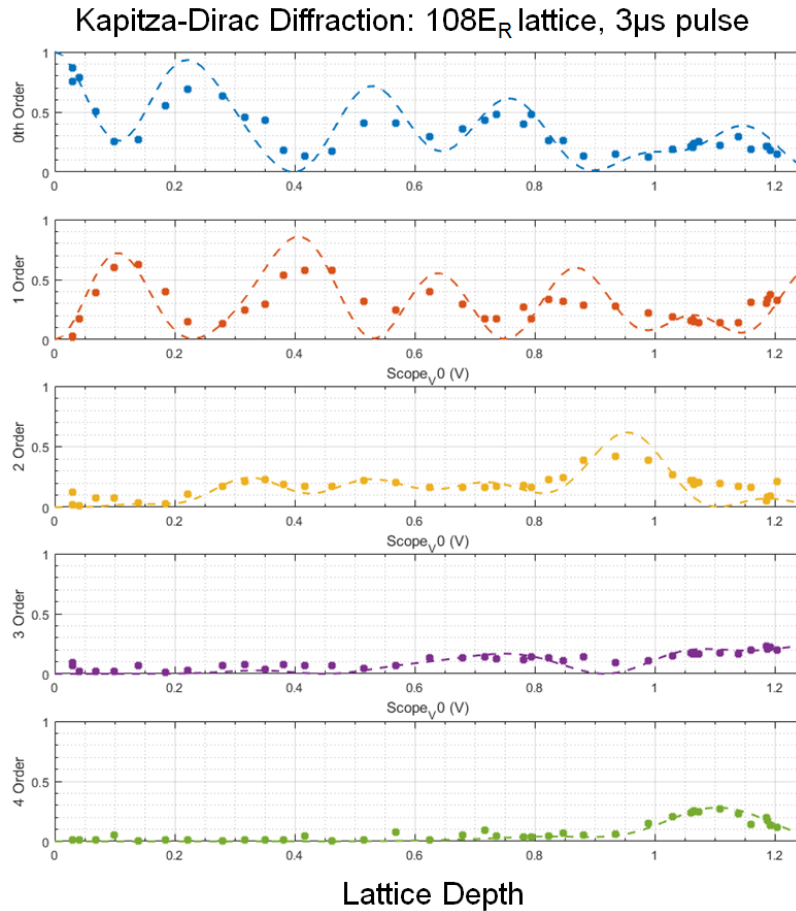 Kapitza-Dirac Diffraction: 108E_R lattice, 3µs pulse
0th Order
1
0.5
0
0 0.2 0.4 0.6 0.8 1 1.2
1 Order
1
0.5
0
0 0.2 0.4 0.6 0.8 1 1.2
Scope_V0 (V)
2 Order
1
0.5
0
0 0.2 0.4 0.6 0.8 1 1.2
Scope_V0 (V)
3 Order
1
0.5
0
0 0.2 0.4 0.6 0.8 1 1.2
Scope_V0 (V)
4 Order
1
0.5
0
0 0.2 0.4 0.6 0.8 1 1.2
Lattice Depth